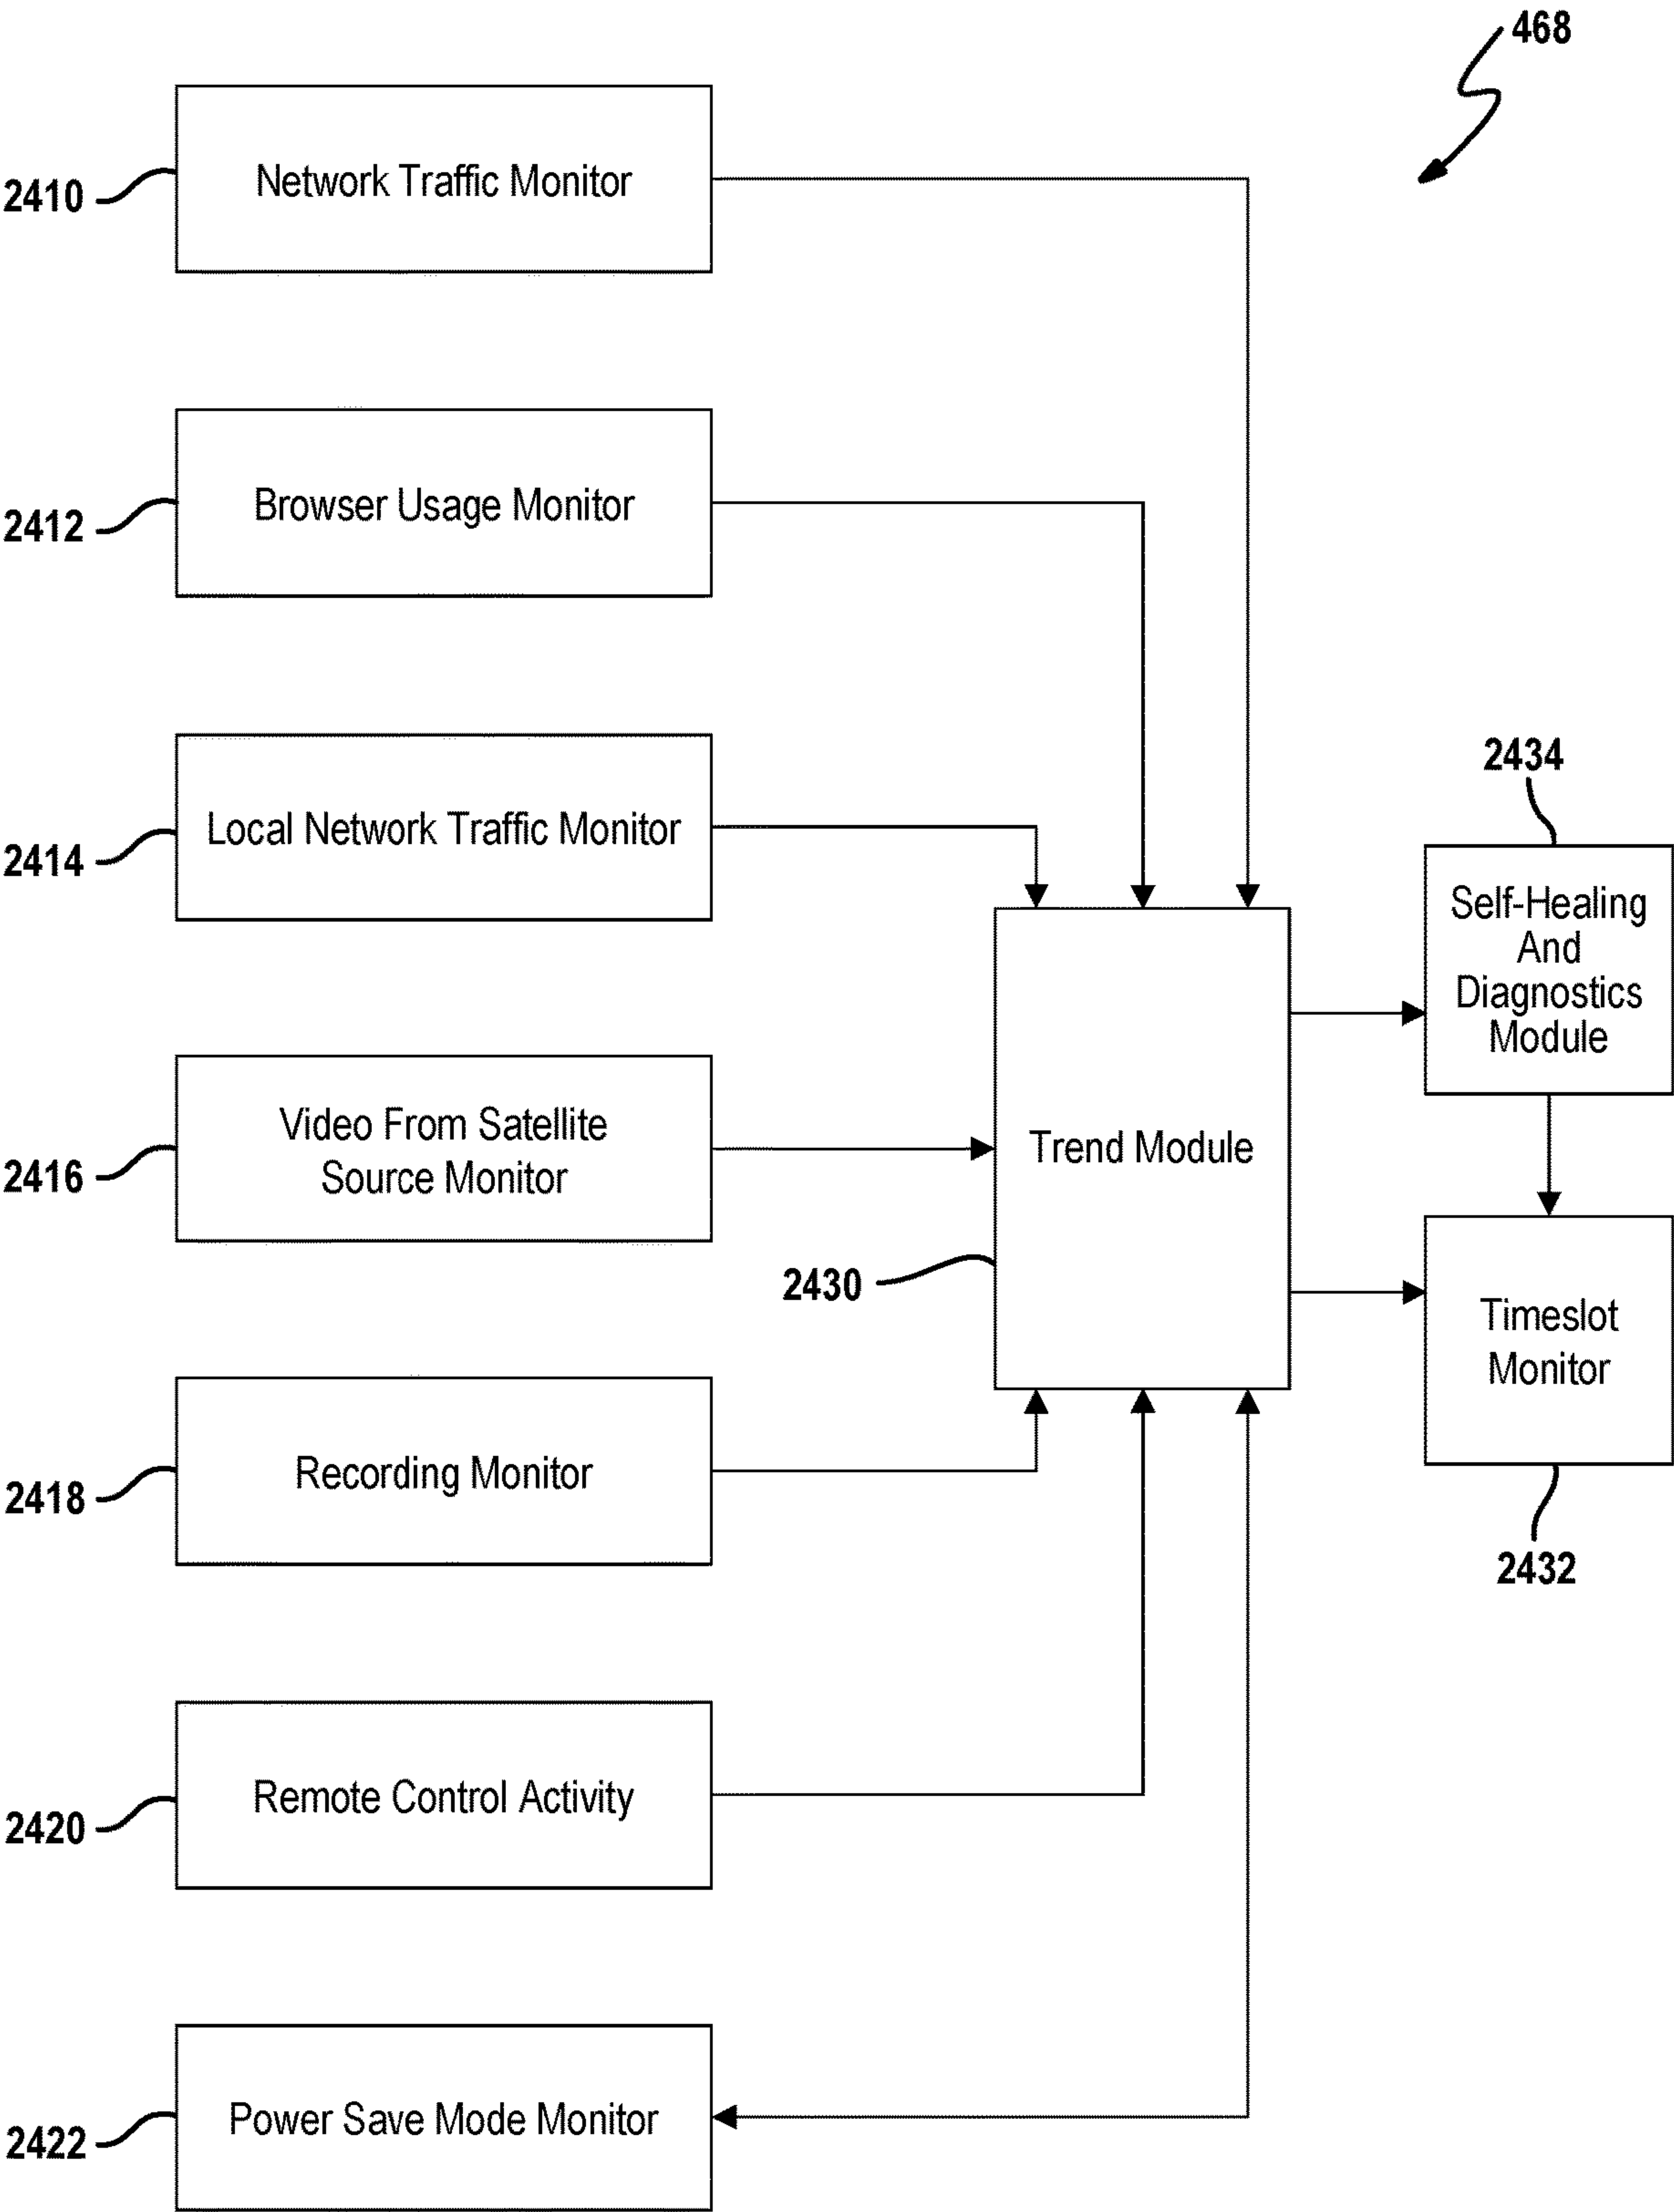 468
2410
Network Traffic Monitor
2412
Browser Usage Monitor
2414
Local Network Traffic Monitor
2434
Self-Healing
And
Diagnostics
Module
2416
Video From Satellite
Source Monitor
Trend Module
2430
Timeslot
Monitor
2432
2418
Recording Monitor
2420
Remote Control Activity
2422
Power Save Mode Monitor